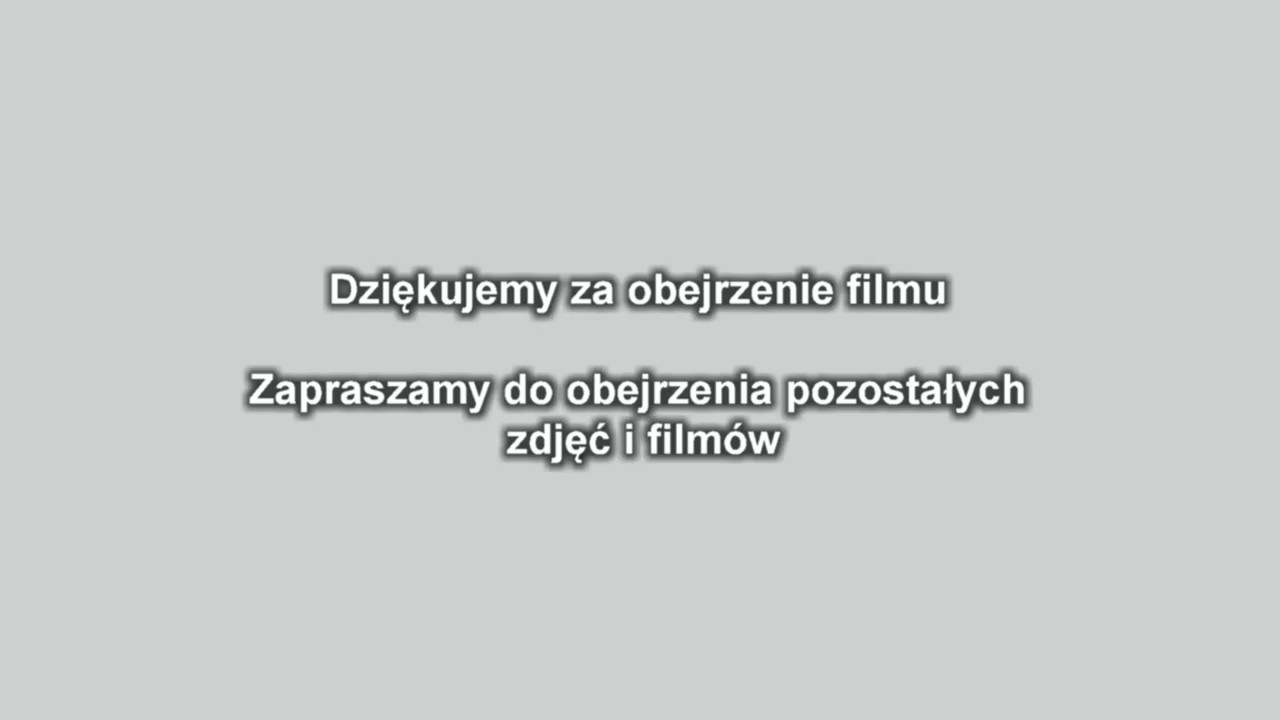 Dziękujemy za obejrzenie filmu
Zapraszamy do obejrzenia pozostałych
zdjęć i filmów